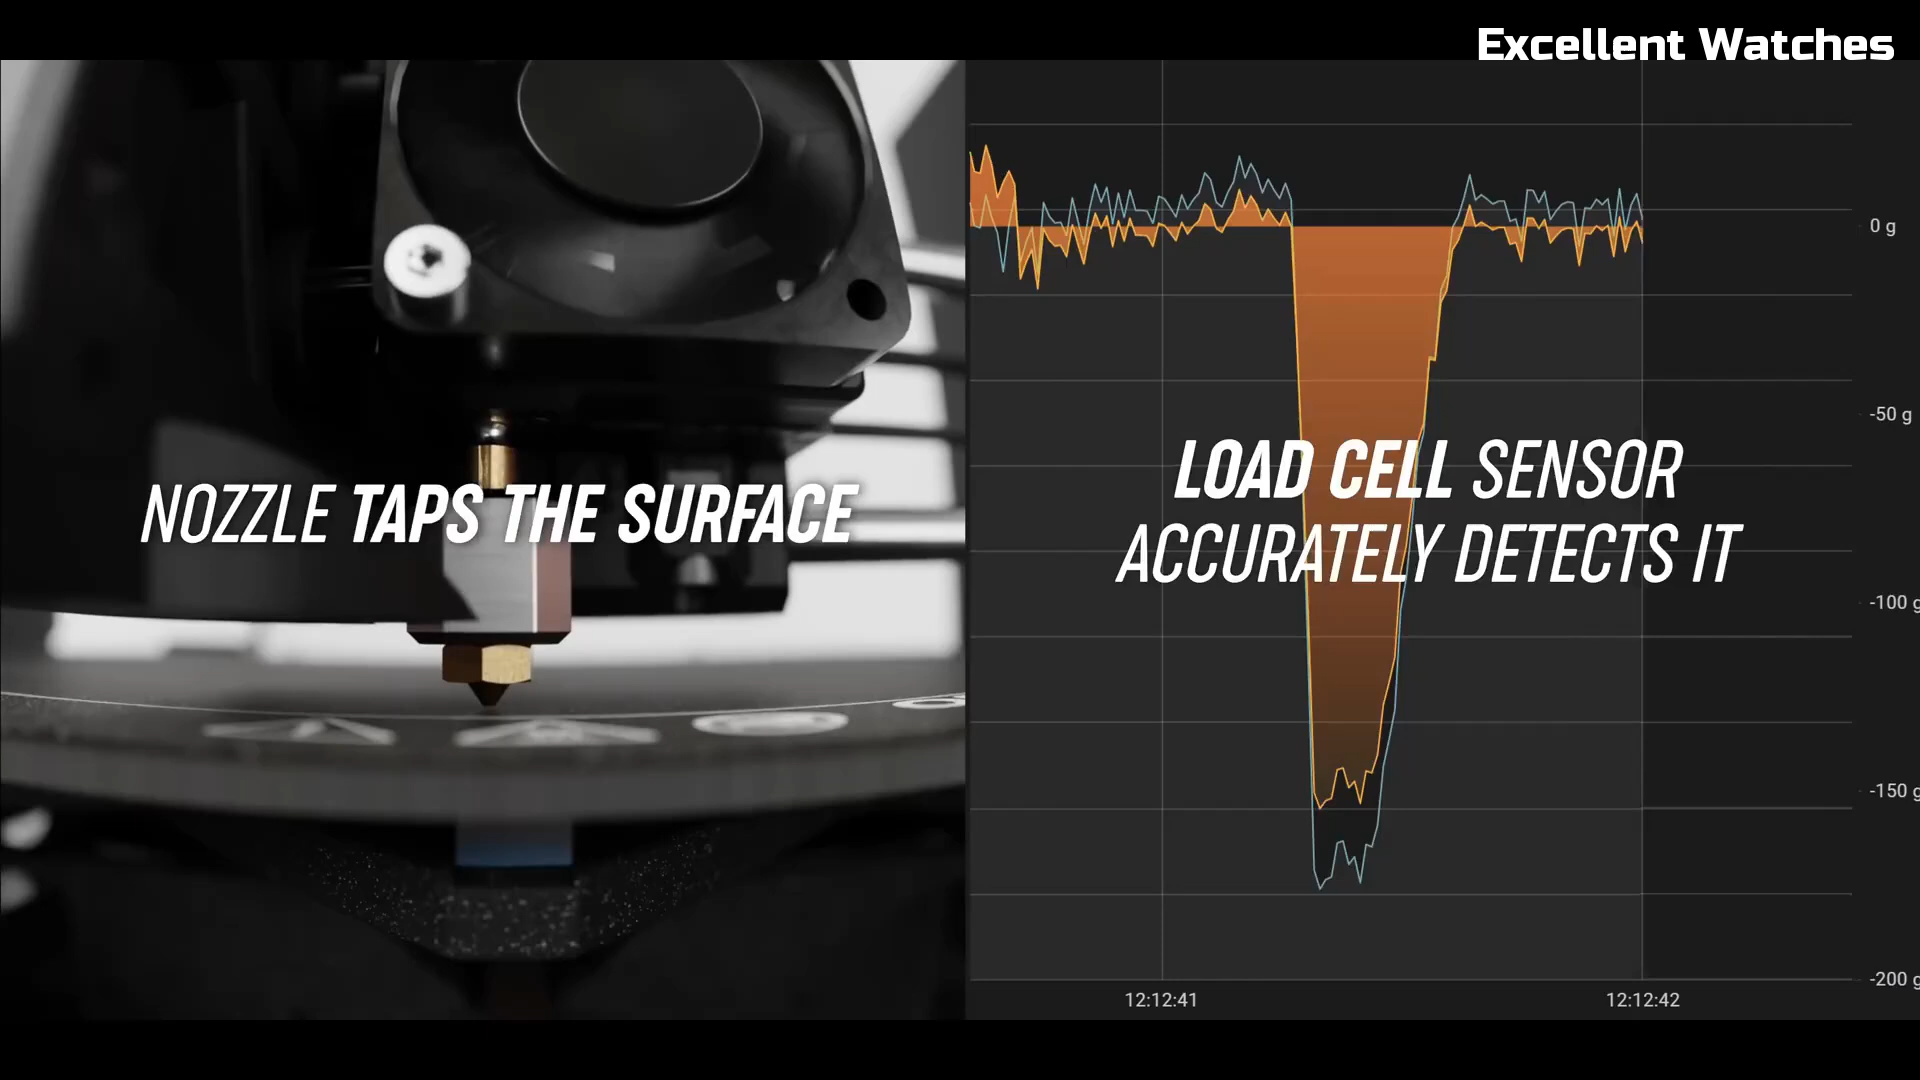 Excellent Watches
NOZZLE TAPS THE SURFACE
LOAD CELL SENSOR
ACCURATELY DETECTS IT
0 g
-50 g
-100 g
-150 g
-200 g
12:12:41
12:12:42